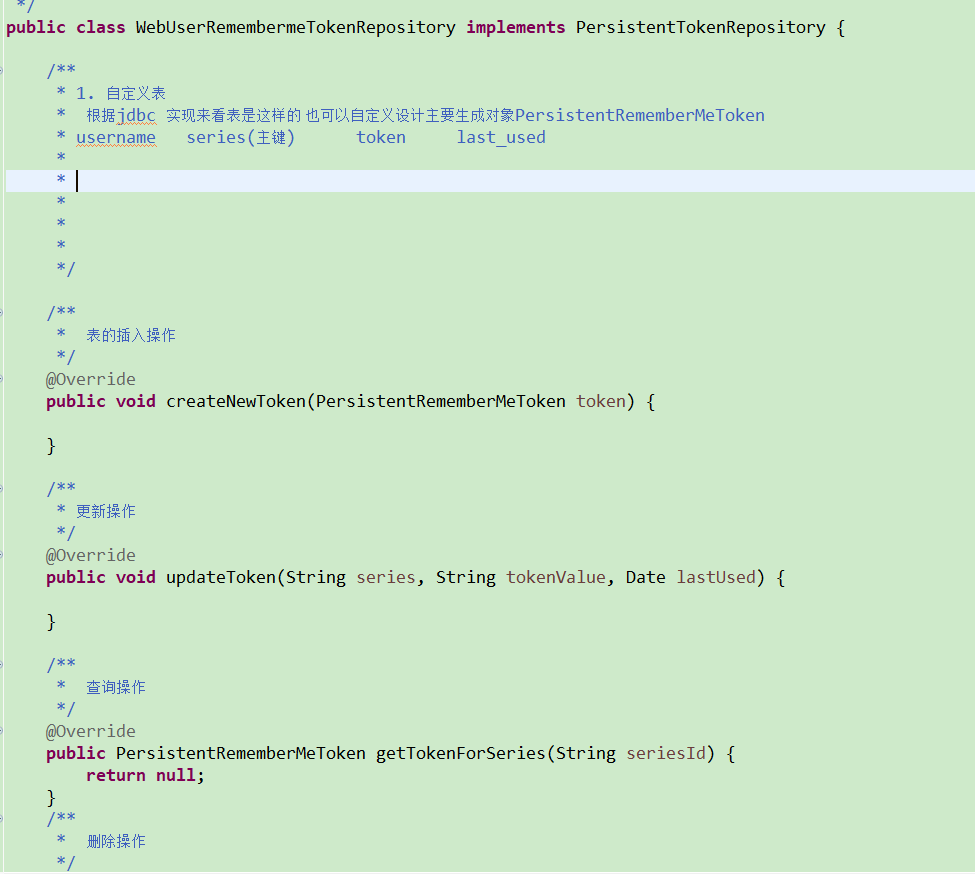 */
public class WebUserRemembermeTokenRepository implements PersistentTokenRepository {
/**
* 1. 自定义表
* 根据jdbc 实现来看表是这样的 也可以自定义设计主要生成对象PersistentRememberMeToken
* username series(主键) token last_used
*
*
*
*
*
*/
/**
* 表的插入操作
*/
@Override
public void createNewToken(PersistentRememberMeToken token) {
}
/**
* 更新操作
*/
@Override
public void updateToken(String series, String tokenValue, Date lastUsed) {
}
/**
* 查询操作
*/
@Override
public PersistentRememberMeToken getTokenForSeries(String seriesId) {
return null;
}
/**
* 删除操作
*/